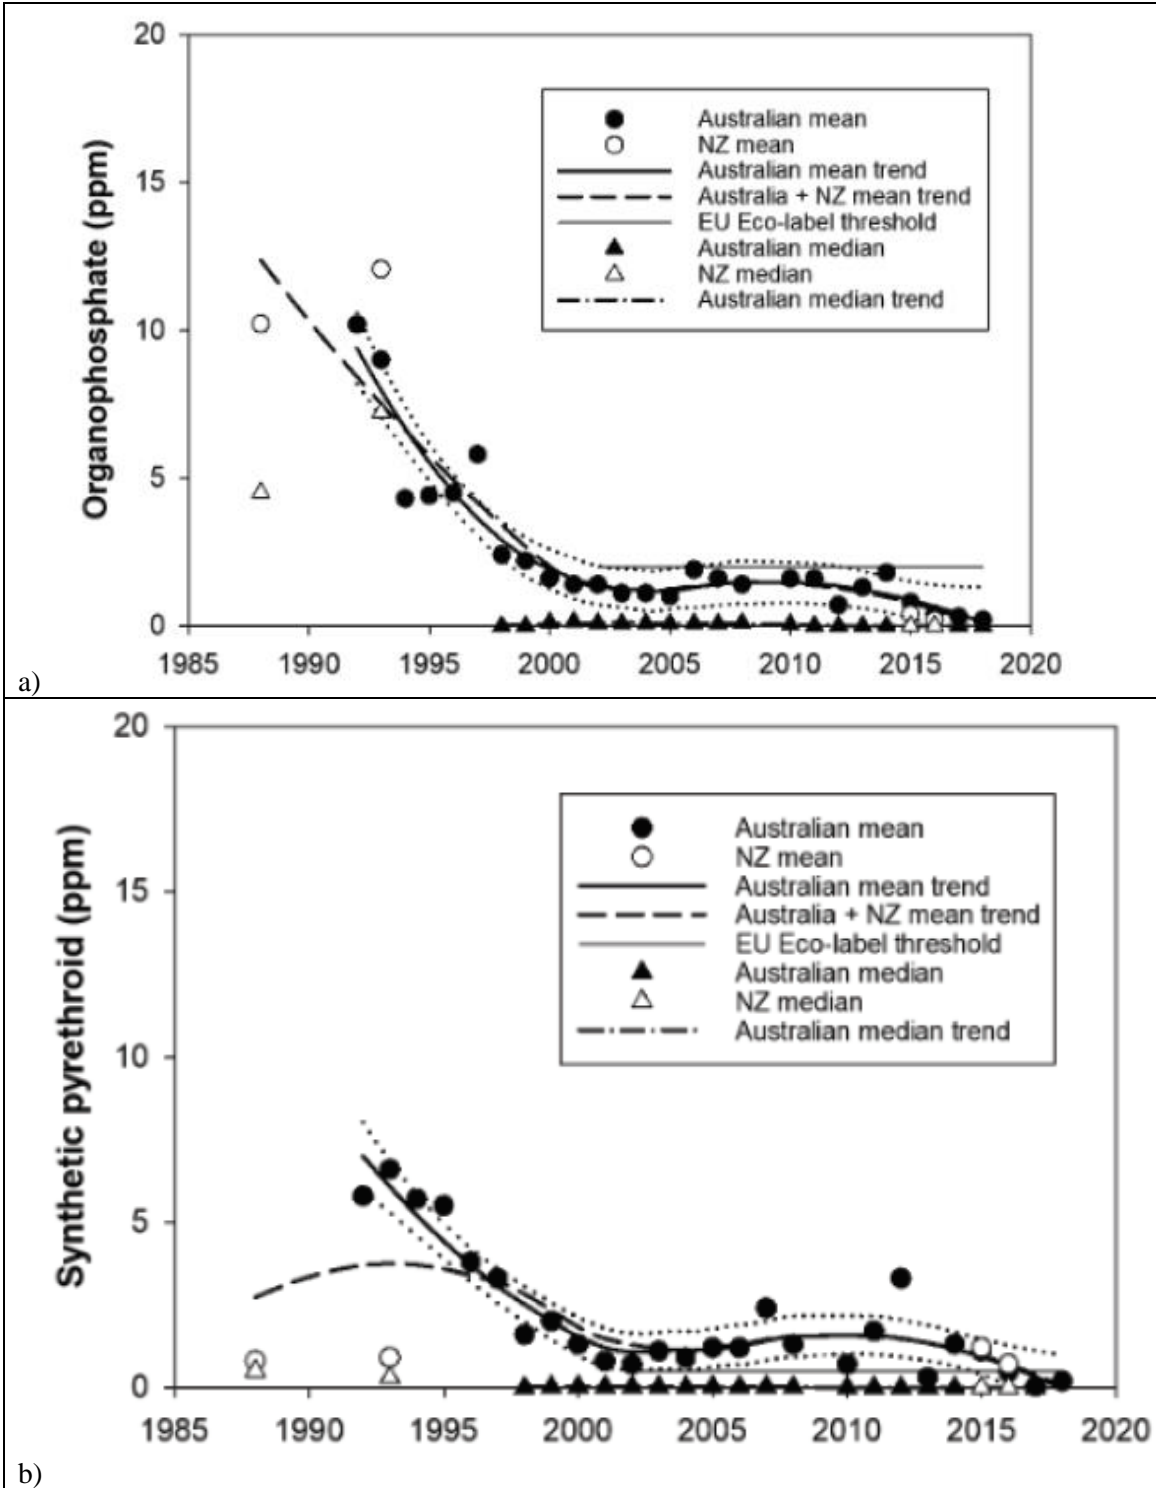 20
15
10
5
0
Organophosphate (ppm)
Australian mean
NZ mean
Australian mean trend
Australia + NZ mean trend
EU Eco-label threshold
Australian median
NZ median
Australian median trend
1985 1990 1995 2000 2005 2010 2015 2020
a)
20
15
10
5
0
Synthetic pyrethroid (ppm)
Australian mean
NZ mean
Australian mean trend
Australia + NZ mean trend
EU Eco-label threshold
Australian median
NZ median
Australian median trend
1985 1990 1995 2000 2005 2010 2015 2020
b)